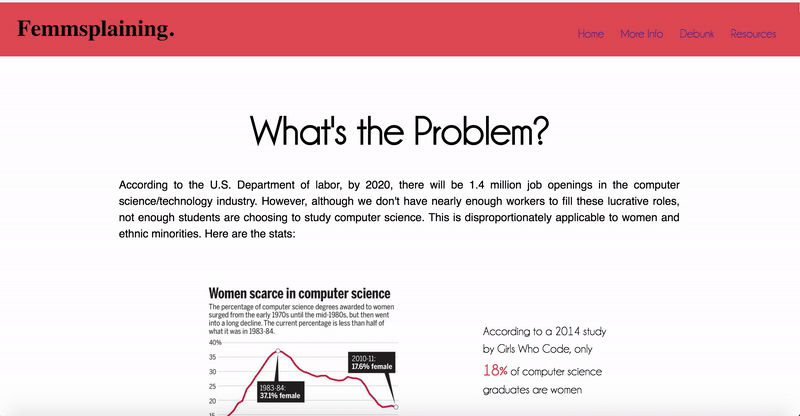 Femmsplaining.
Home More Info Debunk Resources
What's the Problem?
According to the U.S. Department of labor, by 2020, there will be 1.4 million job openings in the computer
science/technology industry. However, although we don't have nearly enough workers to fill these lucrative roles,
not enough students are choosing to study computer science. This is disproportionately applicable to women and
ethnic minorities. Here are the stats:
Women scarce in computer science
The percentage of computer science degrees awarded to women
surged from the early 1970s until the mid-1980s, but then went
into a long decline. The current percentage is less than half of
what it was in 1983-84.
40%
35
30
25
20
15
2010-11:
17.6% female
1983-84:
37.1% female
According to a 2014 study
by Girls Who Code, only
18% of computer science
graduates are women